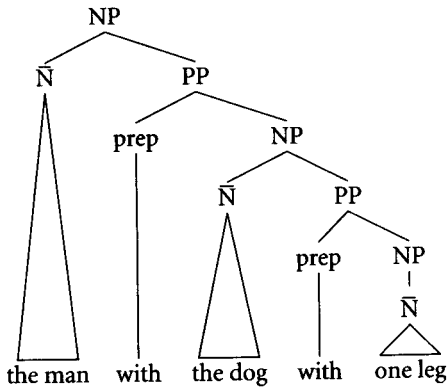 NP
N̄ PP
prep NP
N̄ PP
prep NP
N̄
the man with the dog with one leg